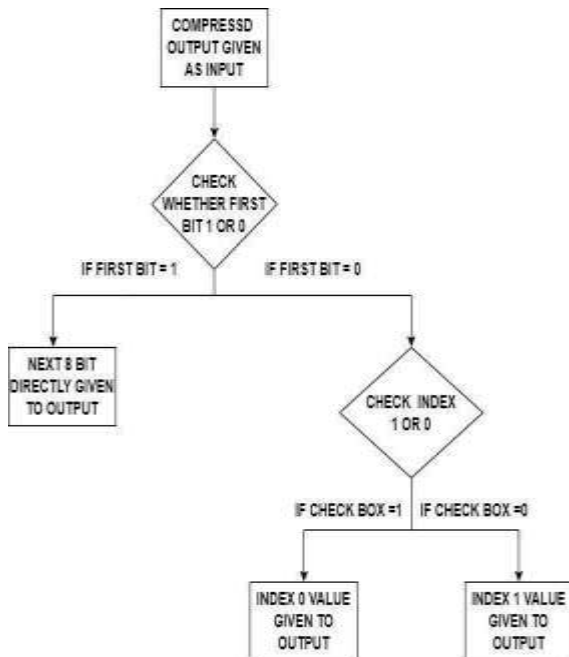 COMPRESSD
OUTPUT GIVEN
AS INPUT
CHECK
WHETHER FIRST
BIT 1 OR 0
IF FIRST BIT = 1
IF FIRST BIT = 0
NEXT 8 BIT
DIRECTLY GIVEN
TO OUTPUT
CHECK INDEX
1 OR 0
IF CHECK BOX =1
IF CHECK BOX =0
INDEX 0 VALUE
GIVEN TO
OUTPUT
INDEX 1 VALUE
GIVEN TO
OUTPUT